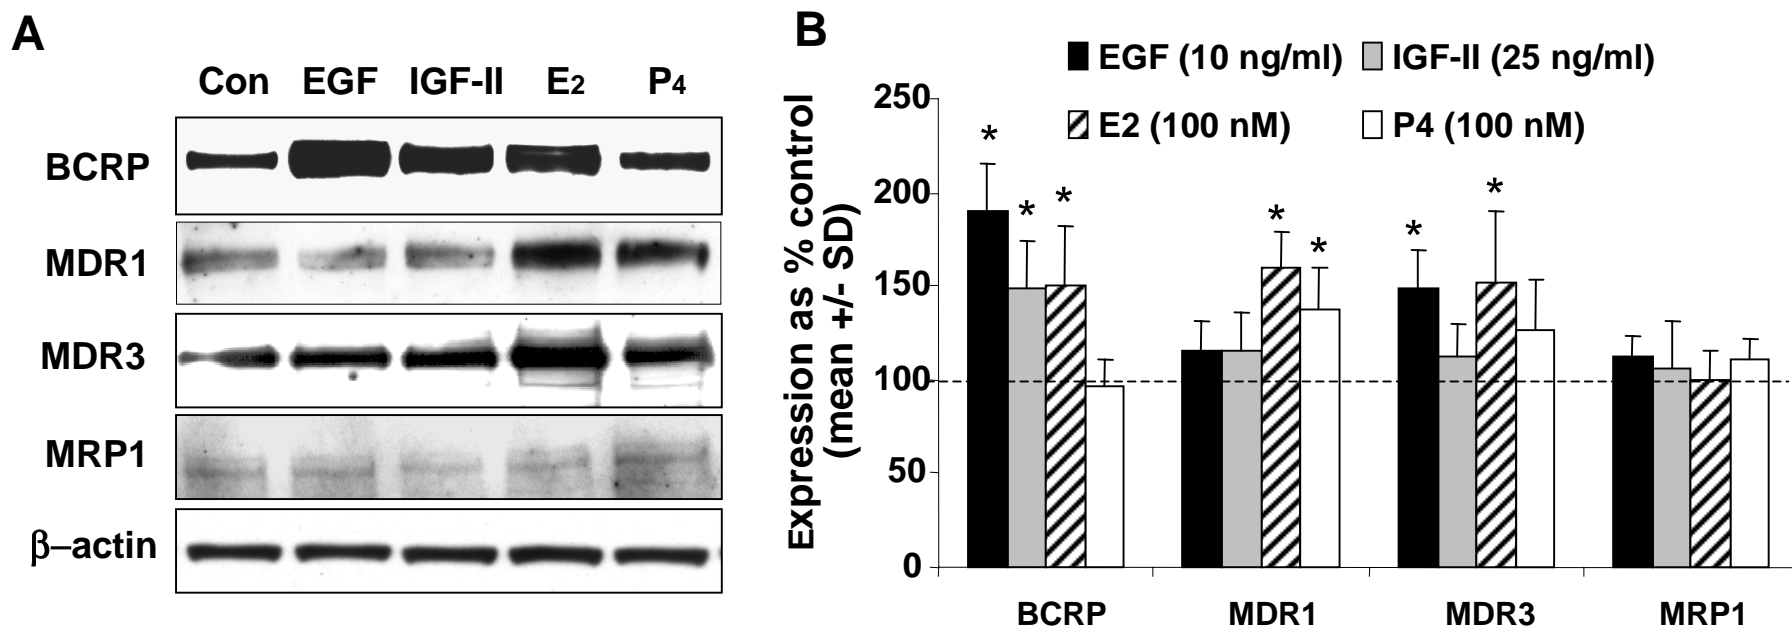 A
Con EGF IGF-II E2 P4
BCRP
MDR1
MDR3
MRP1
β–actin
B
EGF (10 ng/ml) IGF-II (25 ng/ml)
E2 (100 nM) P4 (100 nM)
Expression as % control
(mean +/- SD)
250
200
150
100
50
0
* * *
* *
* *
BCRP MDR1 MDR3 MRP1